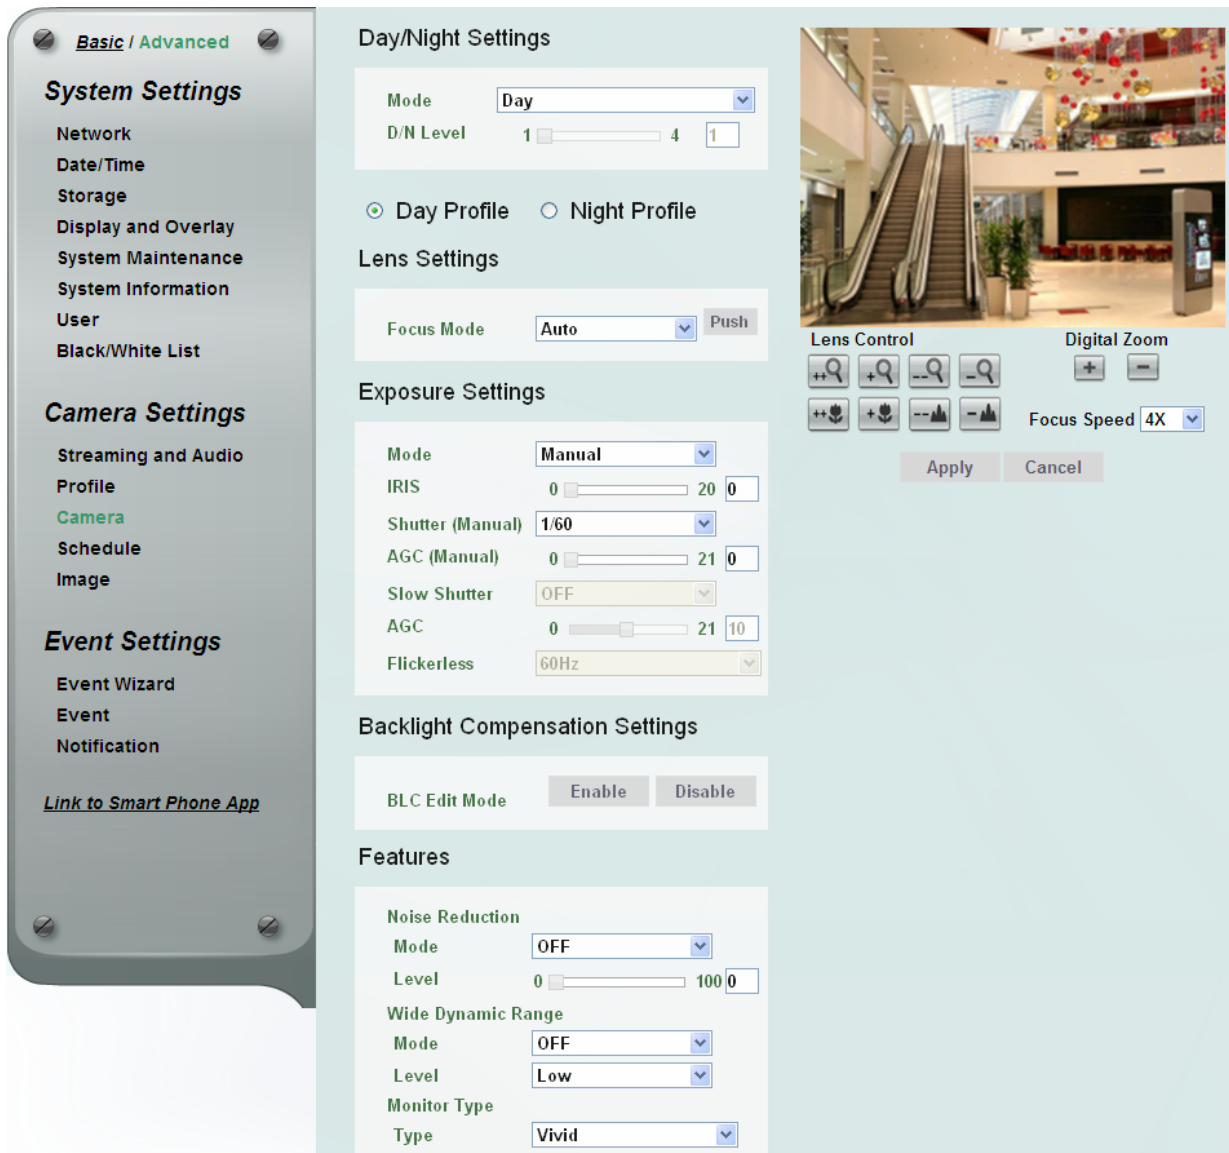 Basic / Advanced
System Settings
Network
Date/Time
Storage
Display and Overlay
System Maintenance
System Information
User
Black/White List
Camera Settings
Streaming and Audio
Profile
Camera
Schedule
Image
Event Settings
Event Wizard
Event
Notification
Link to Smart Phone App
Day/Night Settings
Mode Day
D/N Level 1 4 1
Day Profile Night Profile
Lens Settings
Focus Mode Auto Push
Exposure Settings
Mode Manual
IRIS 0 20 0
Shutter (Manual) 1/60
AGC (Manual) 0 21 0
Slow Shutter OFF
AGC 0 21 10
Flickerless 60Hz
Backlight Compensation Settings
BLC Edit Mode Enable Disable
Features
Noise Reduction
Mode OFF
Level 0 100 0
Wide Dynamic Range
Mode OFF
Level Low
Monitor Type
Type Vivid
Lens Control Digital Zoom
++ + -- - + -
++ + -- -
Focus Speed 4X
Apply Cancel